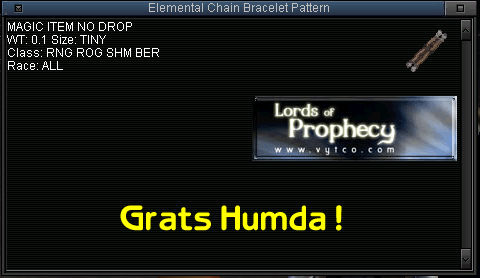 Elemental Chain Bracelet Pattern
MAGIC ITEM NO DROP
WT: 0.1 Size: TINY
Class: RNG ROG SHM BER
Race: ALL
Lords of
Prophecy
www.vytco.com
Grats Humda!